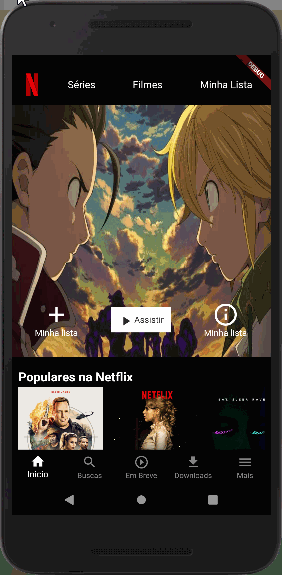 N
DEBUG
Séries Filmes Minha Lista
Assistir
Minha lista Minha lista
Populares na Netflix
NETFLIX
Início Buscas Em Breve Downloads Mais